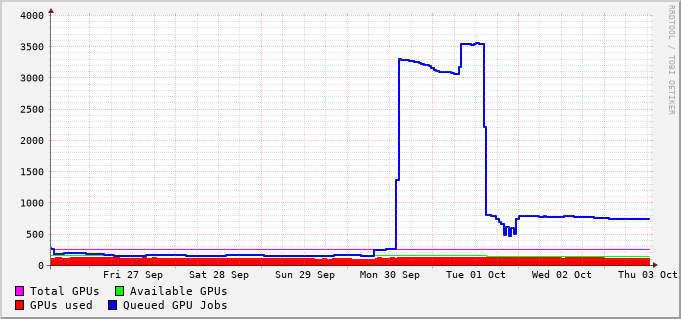 4000
3500
3000
2500
2000
1500
1000
500
0
Fri 27 Sep Sat 28 Sep Sun 29 Sep Mon 30 Sep Tue 01 Oct Wed 02 Oct Thu 03 Oct
Total GPUs Available GPUs
GPUs used Queued GPU Jobs
RRDTOOL / TOBI OETIKER